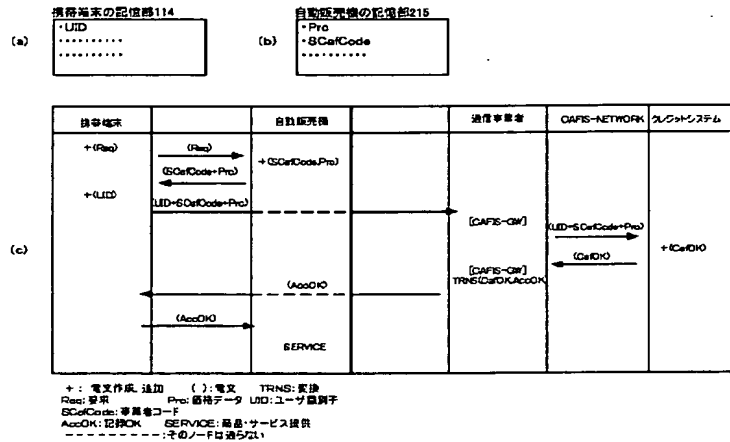 携帯端末の記憶部114
自動販売機の記憶部215
(a)
・UID
・・・・・・・・・
・・・・・・・・・
(b)
・Pro
・SCafCode
・・・・・・・・・
(c)
携帯端末
自動販売機
通信事業者
CAFIS-NETWORK
クレジットシステム
+(Req)
(Req)
+(SCafCode,Pro)
(SCafCode+Pro)
+(UID)
(UID+SCafCode+Pro)
[CAFIS-GW]
(UID+SCafCode+Pro)
+(CafOK)
(CafOK)
[CAFIS-GW]
TRNS(CafOK,AccOK)
(AccOK)
(AccOK)
SERVICE
+ : 電文作成、追加 ( ):電文 TRNS:変換
Req:要求 Pro:価格データ UID:ユーザ識別子
SCafCode:事業者コード
AccOK:記録OK SERVICE:商品・サービス提供
----------:そのノードは通らない